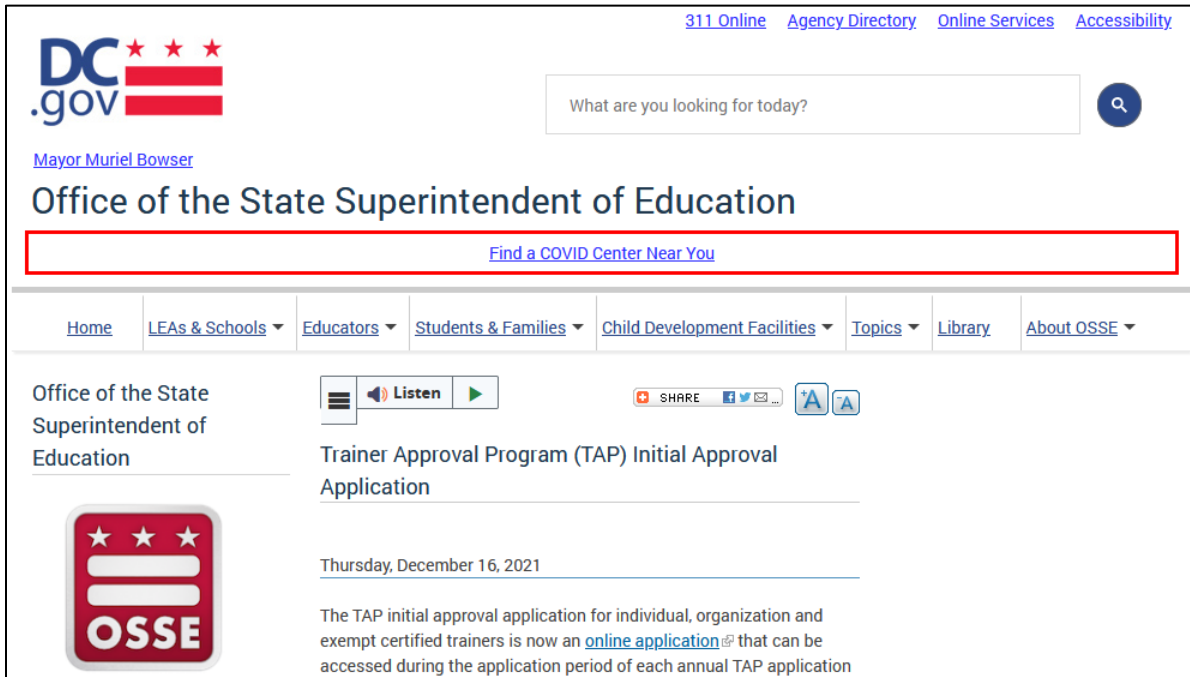 311 Online Agency Directory Online Services Accessibility
DC
.gov
What are you looking for today?
Mayor Muriel Bowser
Office of the State Superintendent of Education
Find a COVID Center Near You
Home LEAs & Schools Educators Students & Families Child Development Facilities Topics Library About OSSE
Office of the State
Superintendent of
Education
OSSE
Listen
SHARE ...
+A -A
Trainer Approval Program (TAP) Initial Approval
Application
Thursday, December 16, 2021
The TAP initial approval application for individual, organization and
exempt certified trainers is now an online application that can be
accessed during the application period of each annual TAP application